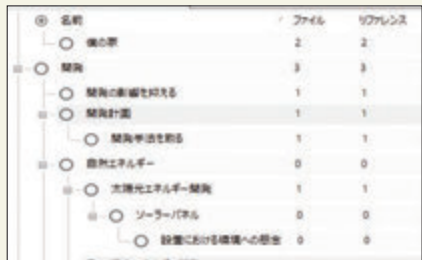 名前 ファイル リファレンス
僕の家 2 2
開発 3 3
開発の影響を抑える 1 1
開発計画 1 1
開発手法を創る 1 1
自然エネルギー 0 0
太陽光エネルギー開発 1 1
ソーラーパネル 0 0
設置における環境への懸念 0 0